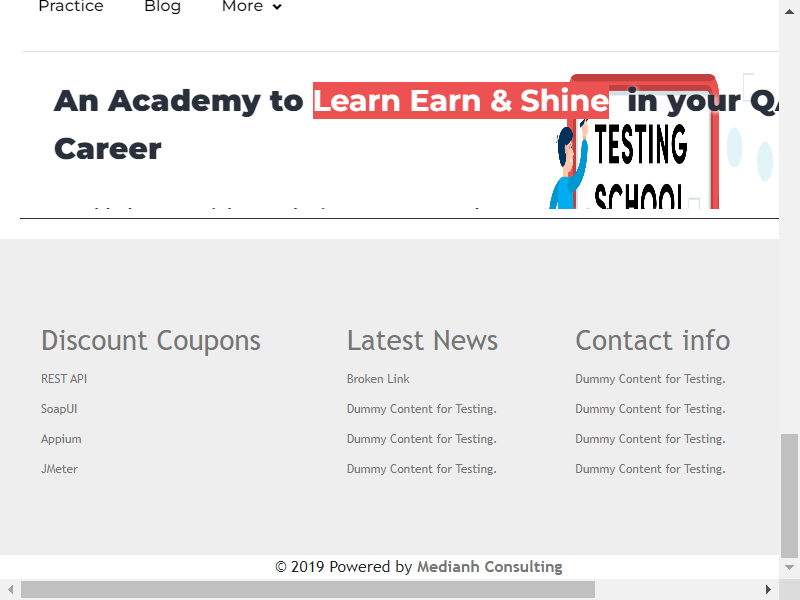 Practice Blog More
An Academy to Learn Earn & Shine in your
Career
TESTING
SCHOOL
Discount Coupons Latest News Contact info
REST API Broken Link Dummy Content for Testing.
SoapUI Dummy Content for Testing. Dummy Content for Testing.
Appium Dummy Content for Testing. Dummy Content for Testing.
JMeter Dummy Content for Testing. Dummy Content for Testing.
© 2019 Powered by Medianh Consulting